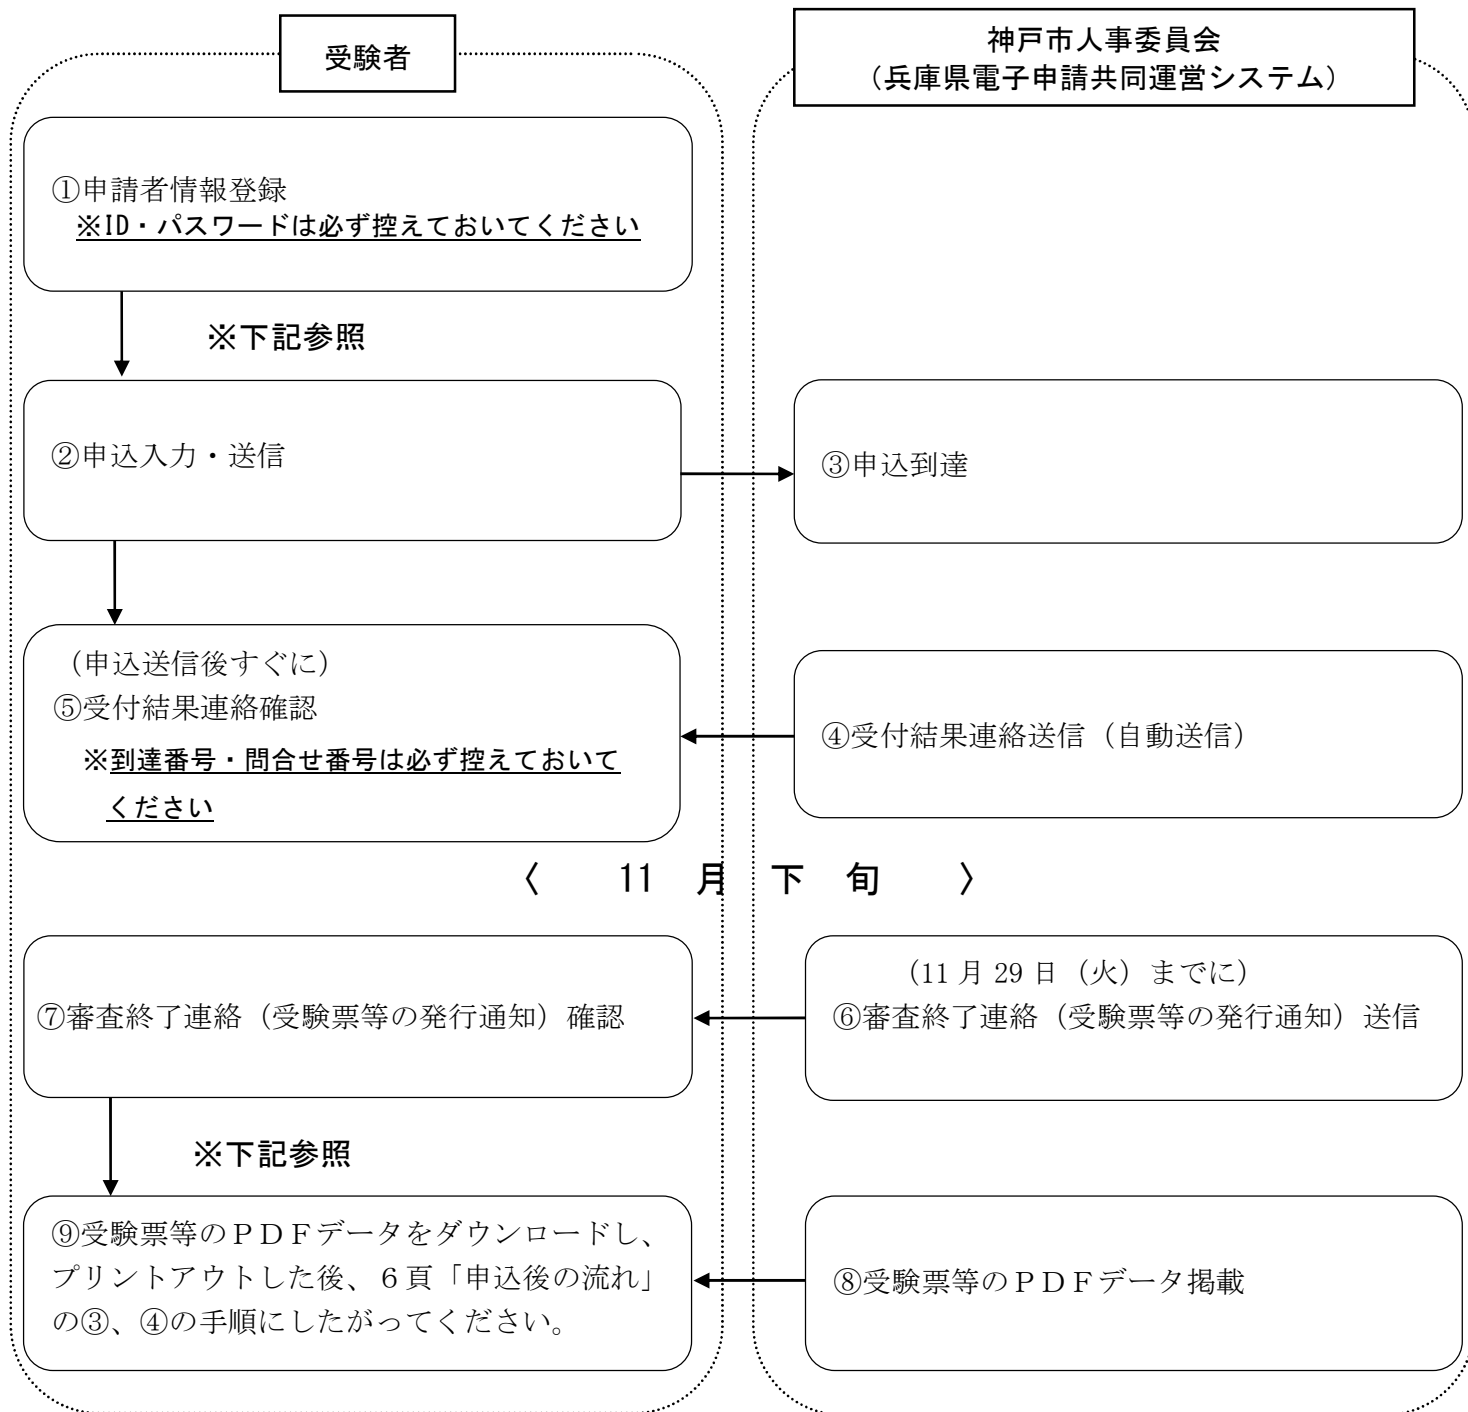 受験者
神戸市人事委員会
（兵庫県電子申請共同運営システム）
①申請者情報登録
※ID・パスワードは必ず控えておいてください
※下記参照
②申込入力・送信
③申込到達
（申込送信後すぐに）
⑤受付結果連絡確認
※到達番号・問合せ番号は必ず控えておいて
ください
④受付結果連絡送信（自動送信）
〈　11　月　下　旬　〉
（11 月 29 日（火）までに）
⑦審査終了連絡（受験票等の発行通知）確認
⑥審査終了連絡（受験票等の発行通知）送信
※下記参照
⑨受験票等のＰＤＦデータをダウンロードし、
プリントアウトした後、６頁「申込後の流れ」
の③、④の手順にしたがってください。
⑧受験票等のＰＤＦデータ掲載